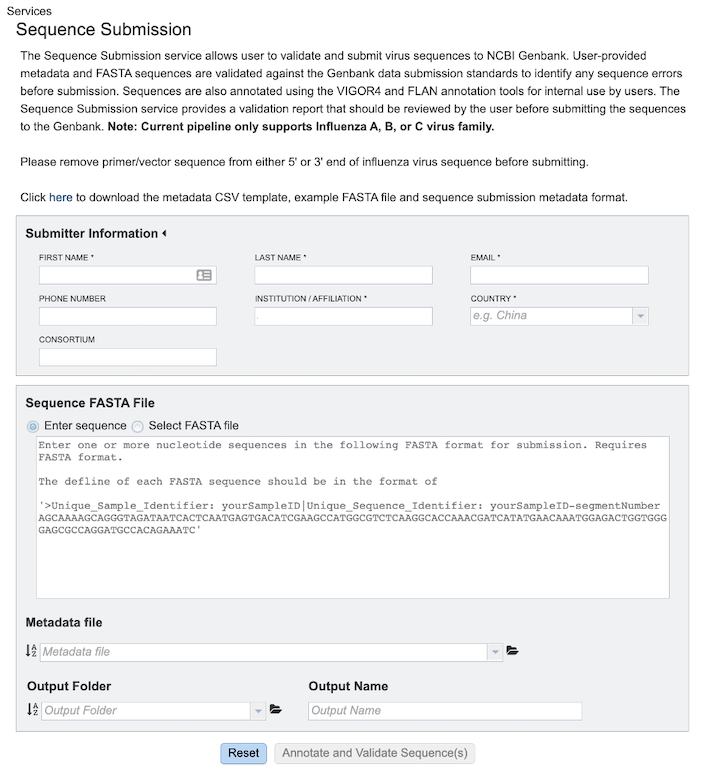 Services
Sequence Submission
The Sequence Submission service allows user to validate and submit virus sequences to NCBI Genbank. User-provided
metadata and FASTA sequences are validated against the Genbank data submission standards to identify any sequence errors
before submission. Sequences are also annotated using the VIGOR4 and FLAN annotation tools for internal use by users. The
Sequence Submission service provides a validation report that should be reviewed by the user before submitting the sequences
to the Genbank. Note: Current pipeline only supports Influenza A, B, or C virus family.
Please remove primer/vector sequence from either 5' or 3' end of influenza virus sequence before submitting.
Click here to download the metadata CSV template, example FASTA file and sequence submission metadata format.
Submitter Information
FIRST NAME * LAST NAME * EMAIL *
PHONE NUMBER INSTITUTION / AFFILIATION * COUNTRY *
e.g. China
CONSORTIUM
Sequence FASTA File
Enter sequence Select FASTA file
Enter one or more nucleotide sequences in the following FASTA format for submission. Requires
FASTA format.
The defline of each FASTA sequence should be in the format of
'>Unique_Sample_Identifier: yourSampleID|Unique_Sequence_Identifier: yourSampleID-segmentNumber
AGCAAAAGCAGGGTAGATAATCACTCAATGAGTGACATCGAAGCCATGGCGTCTCAAGGCACCAAACGATCATATGAACAAATGGAGACTGGTGGG
GAGCGCCAGGATGCCACAGAAATC'
Metadata file
Metadata file
Output Folder Output Name
Output Folder Output Name
Reset Annotate and Validate Sequence(s)